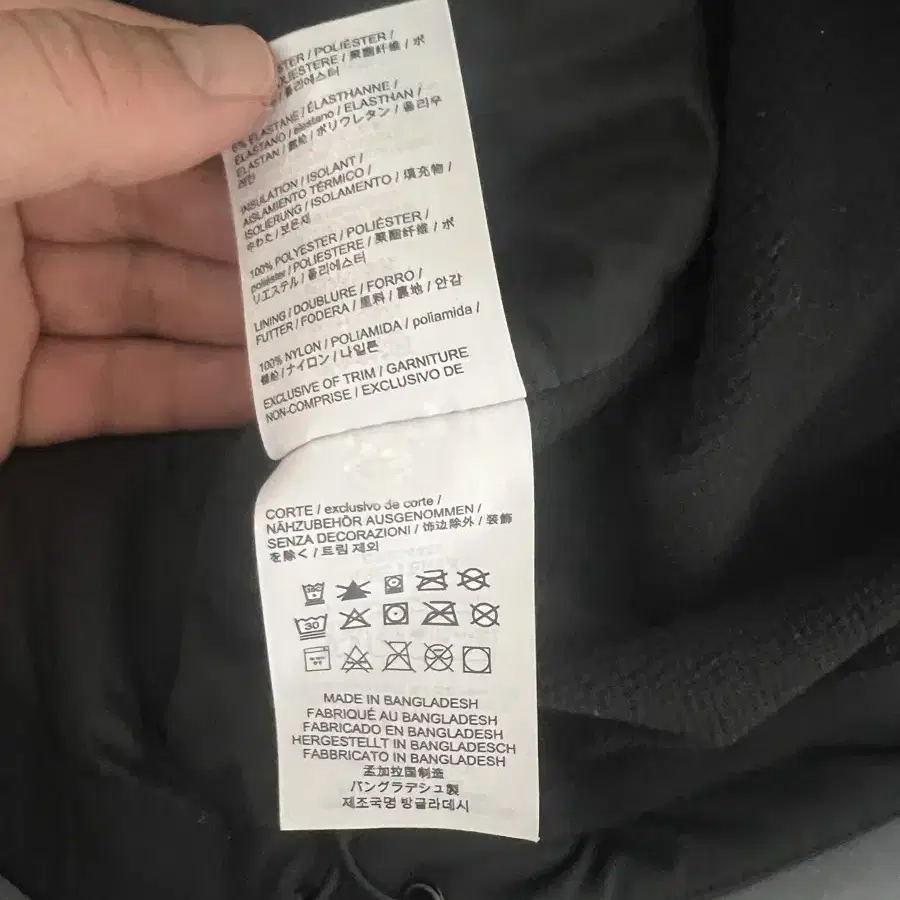 STER / POLIÉSTER /
OLIESTERE / 聚酯纤维 / ポ
/ 폴리에스터
6% ELASTANE / ÉLASTHANNE /
ELASTANO / elastano / ELASTHAN /
ELASTAN / 氨纶 / ポリウレタン / 폴리우
레탄
INSULATION / ISOLANT /
AISLAMIENTO TÉRMICO /
ISOLIERUNG / ISOLAMENTO / 填充物 /
中わた / 보온재
100% POLYESTER / POLIÉSTER /
poliéster / POLIESTERE / 聚酯纤维 / ポ
リエステル / 폴리에스터
LINING / DOUBLURE / FORRO /
FUTTER / FODERA / 里料 / 裏地 / 안감
100% NYLON / POLIAMIDA / poliamida /
锦纶 / ナイロン / 나일론
EXCLUSIVE OF TRIM / GARNITURE
NON-COMPRISE / EXCLUSIVO DE
CORTE / exclusivo de corte /
NÄHZUBEHÖR AUSGENOMMEN /
SENZA DECORAZIONI / 饰边除外 / 装飾
を除く / 트림 제외
30
MADE IN BANGLADESH
FABRIQUÉ AU BANGLADESH
FABRICADO EN BANGLADESH
HERGESTELLT IN BANGLADESCH
FABBRICATO IN BANGLADESH
孟加拉国制造
バングラデシュ製
제조국명 방글라데시